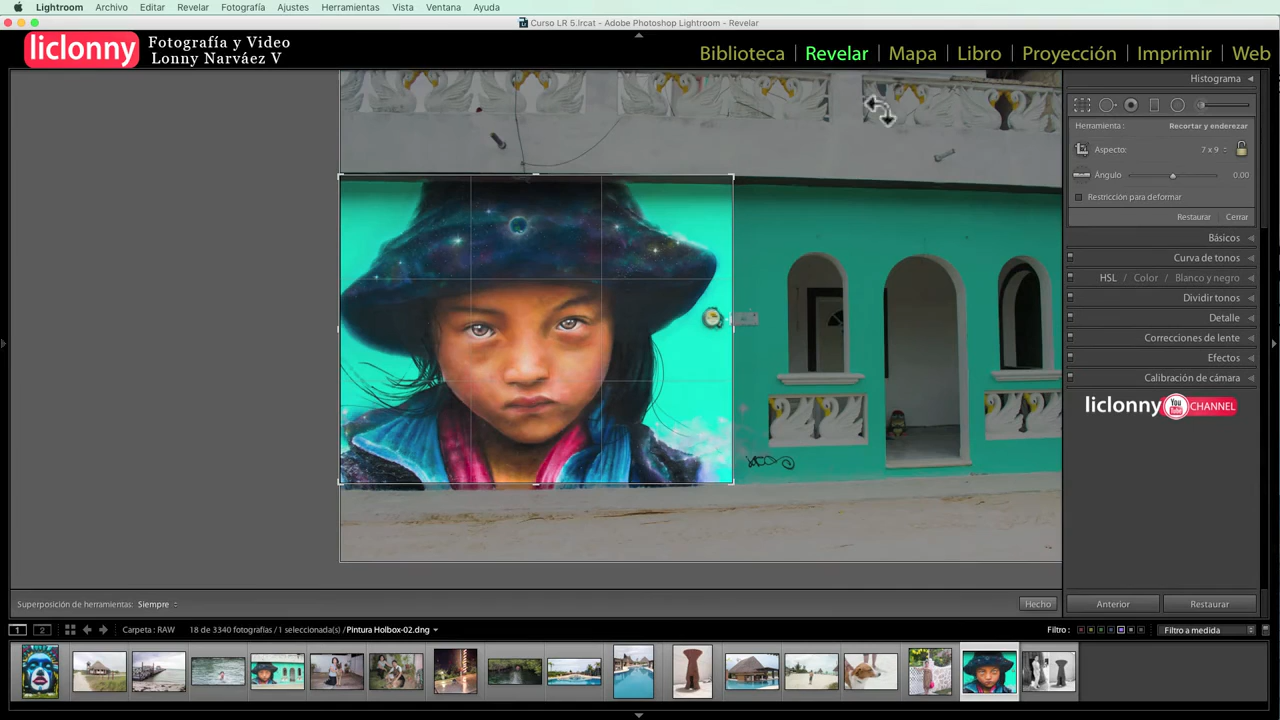 Lightroom Archivo Editar Revelar Fotografía Ajustes Herramientas Vista Ventana Ayuda
Curso LR 5.lrcat - Adobe Photoshop Lightroom - Revelar
liclonny Fotografía y Video
Lonny Narváez V
Biblioteca | Revelar | Mapa | Libro | Proyección | Imprimir | Web
Histograma
Herramienta : Recortar y enderezar
Aspecto: 7 x 9
Ángulo 0.00
Restricción para deformar
Restaurar Cerrar
Básicos
Curva de tonos
HSL / Color / Blanco y negro
Dividir tonos
Detalle
Correcciones de lente
Efectos
Calibración de cámara
liclonny You Tube CHANNEL
Superposición de herramientas: Siempre
Hecho
Anterior Restaurar
1 2 Carpeta : RAW 18 de 3340 fotografías / 1 seleccionada(s) / Pintura Holbox-02.dng Filtro : Filtro a medida